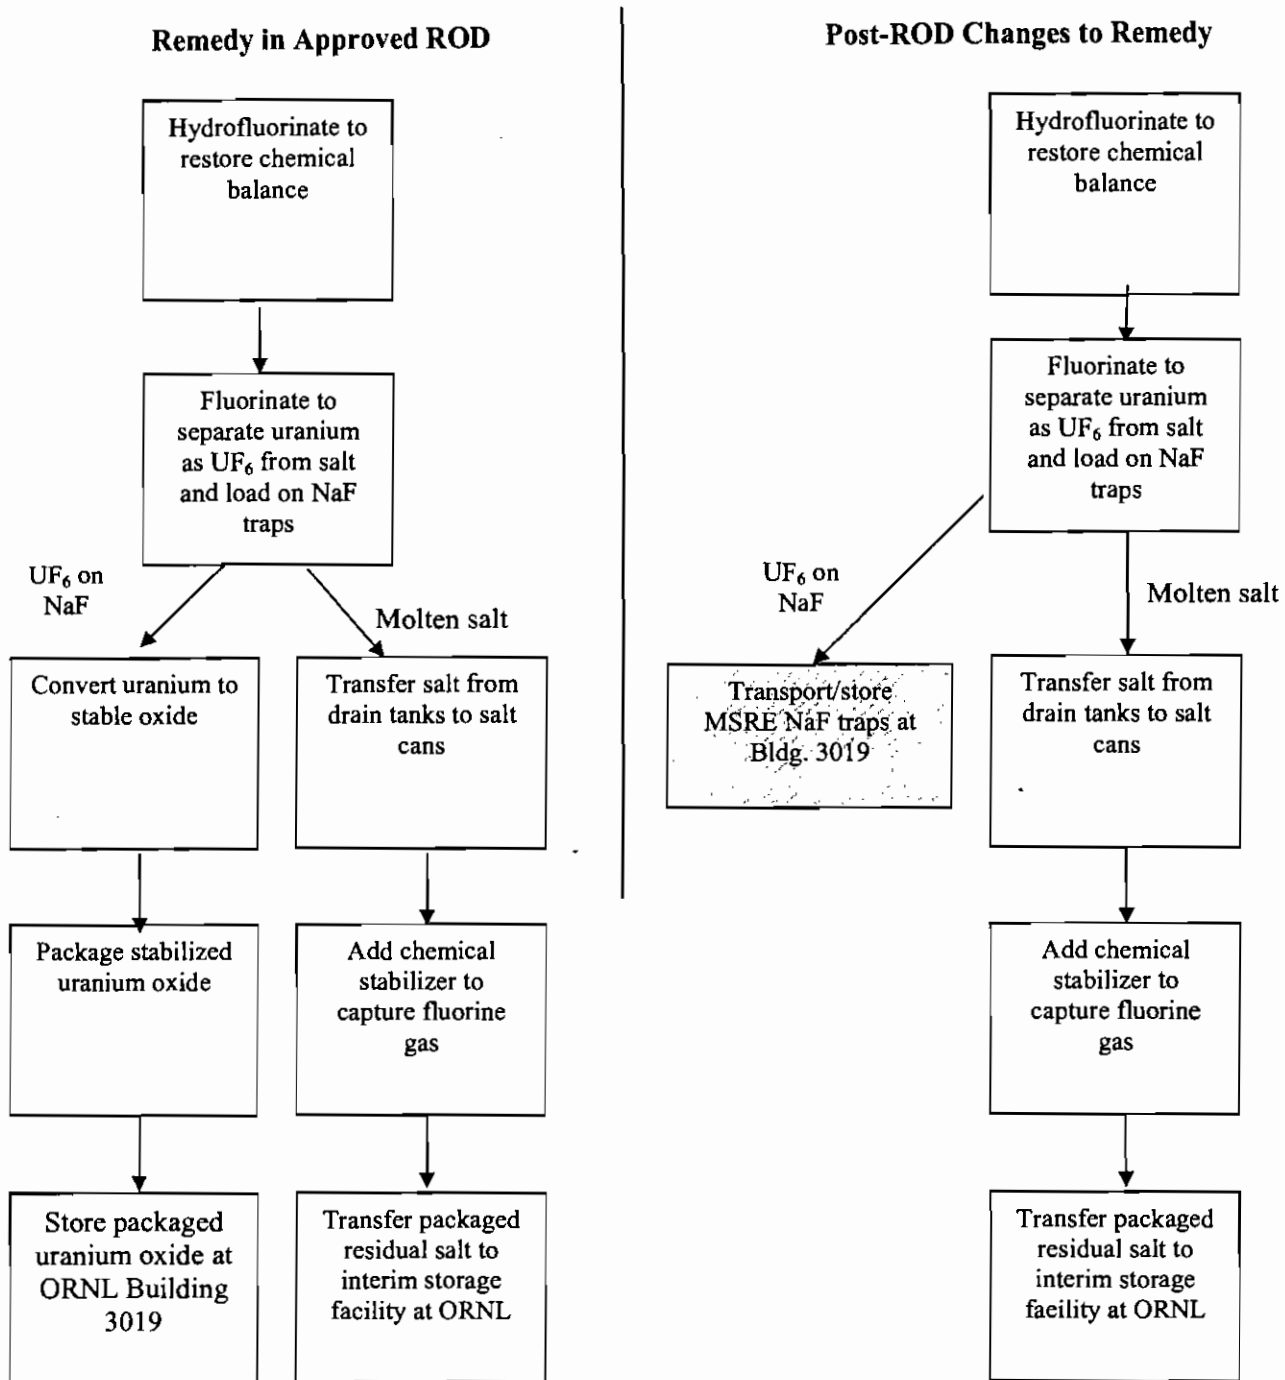 Remedy in Approved ROD
Hydrofluorinate to
restore chemical
balance
Fluorinate to
separate uranium
as UF₆ from salt
and load on NaF
traps
UF₆ on
NaF
Molten salt
Convert uranium to
stable oxide
Transfer salt from
drain tanks to salt
cans
Package stabilized
uranium oxide
Add chemical
stabilizer to
capture fluorine
gas
Store packaged
uranium oxide at
ORNL Building
3019
Transfer packaged
residual salt to
interim storage
facility at ORNL
Post-ROD Changes to Remedy
Hydrofluorinate to
restore chemical
balance
Fluorinate to
separate uranium
as UF₆ from salt
and load on NaF
traps
UF₆ on
NaF
Molten salt
Transport/store
MSRE NaF traps at
Bldg. 3019
Transfer salt from
drain tanks to salt
cans
Add chemical
stabilizer to
capture fluorine
gas
Transfer packaged
residual salt to
interim storage
facility at ORNL